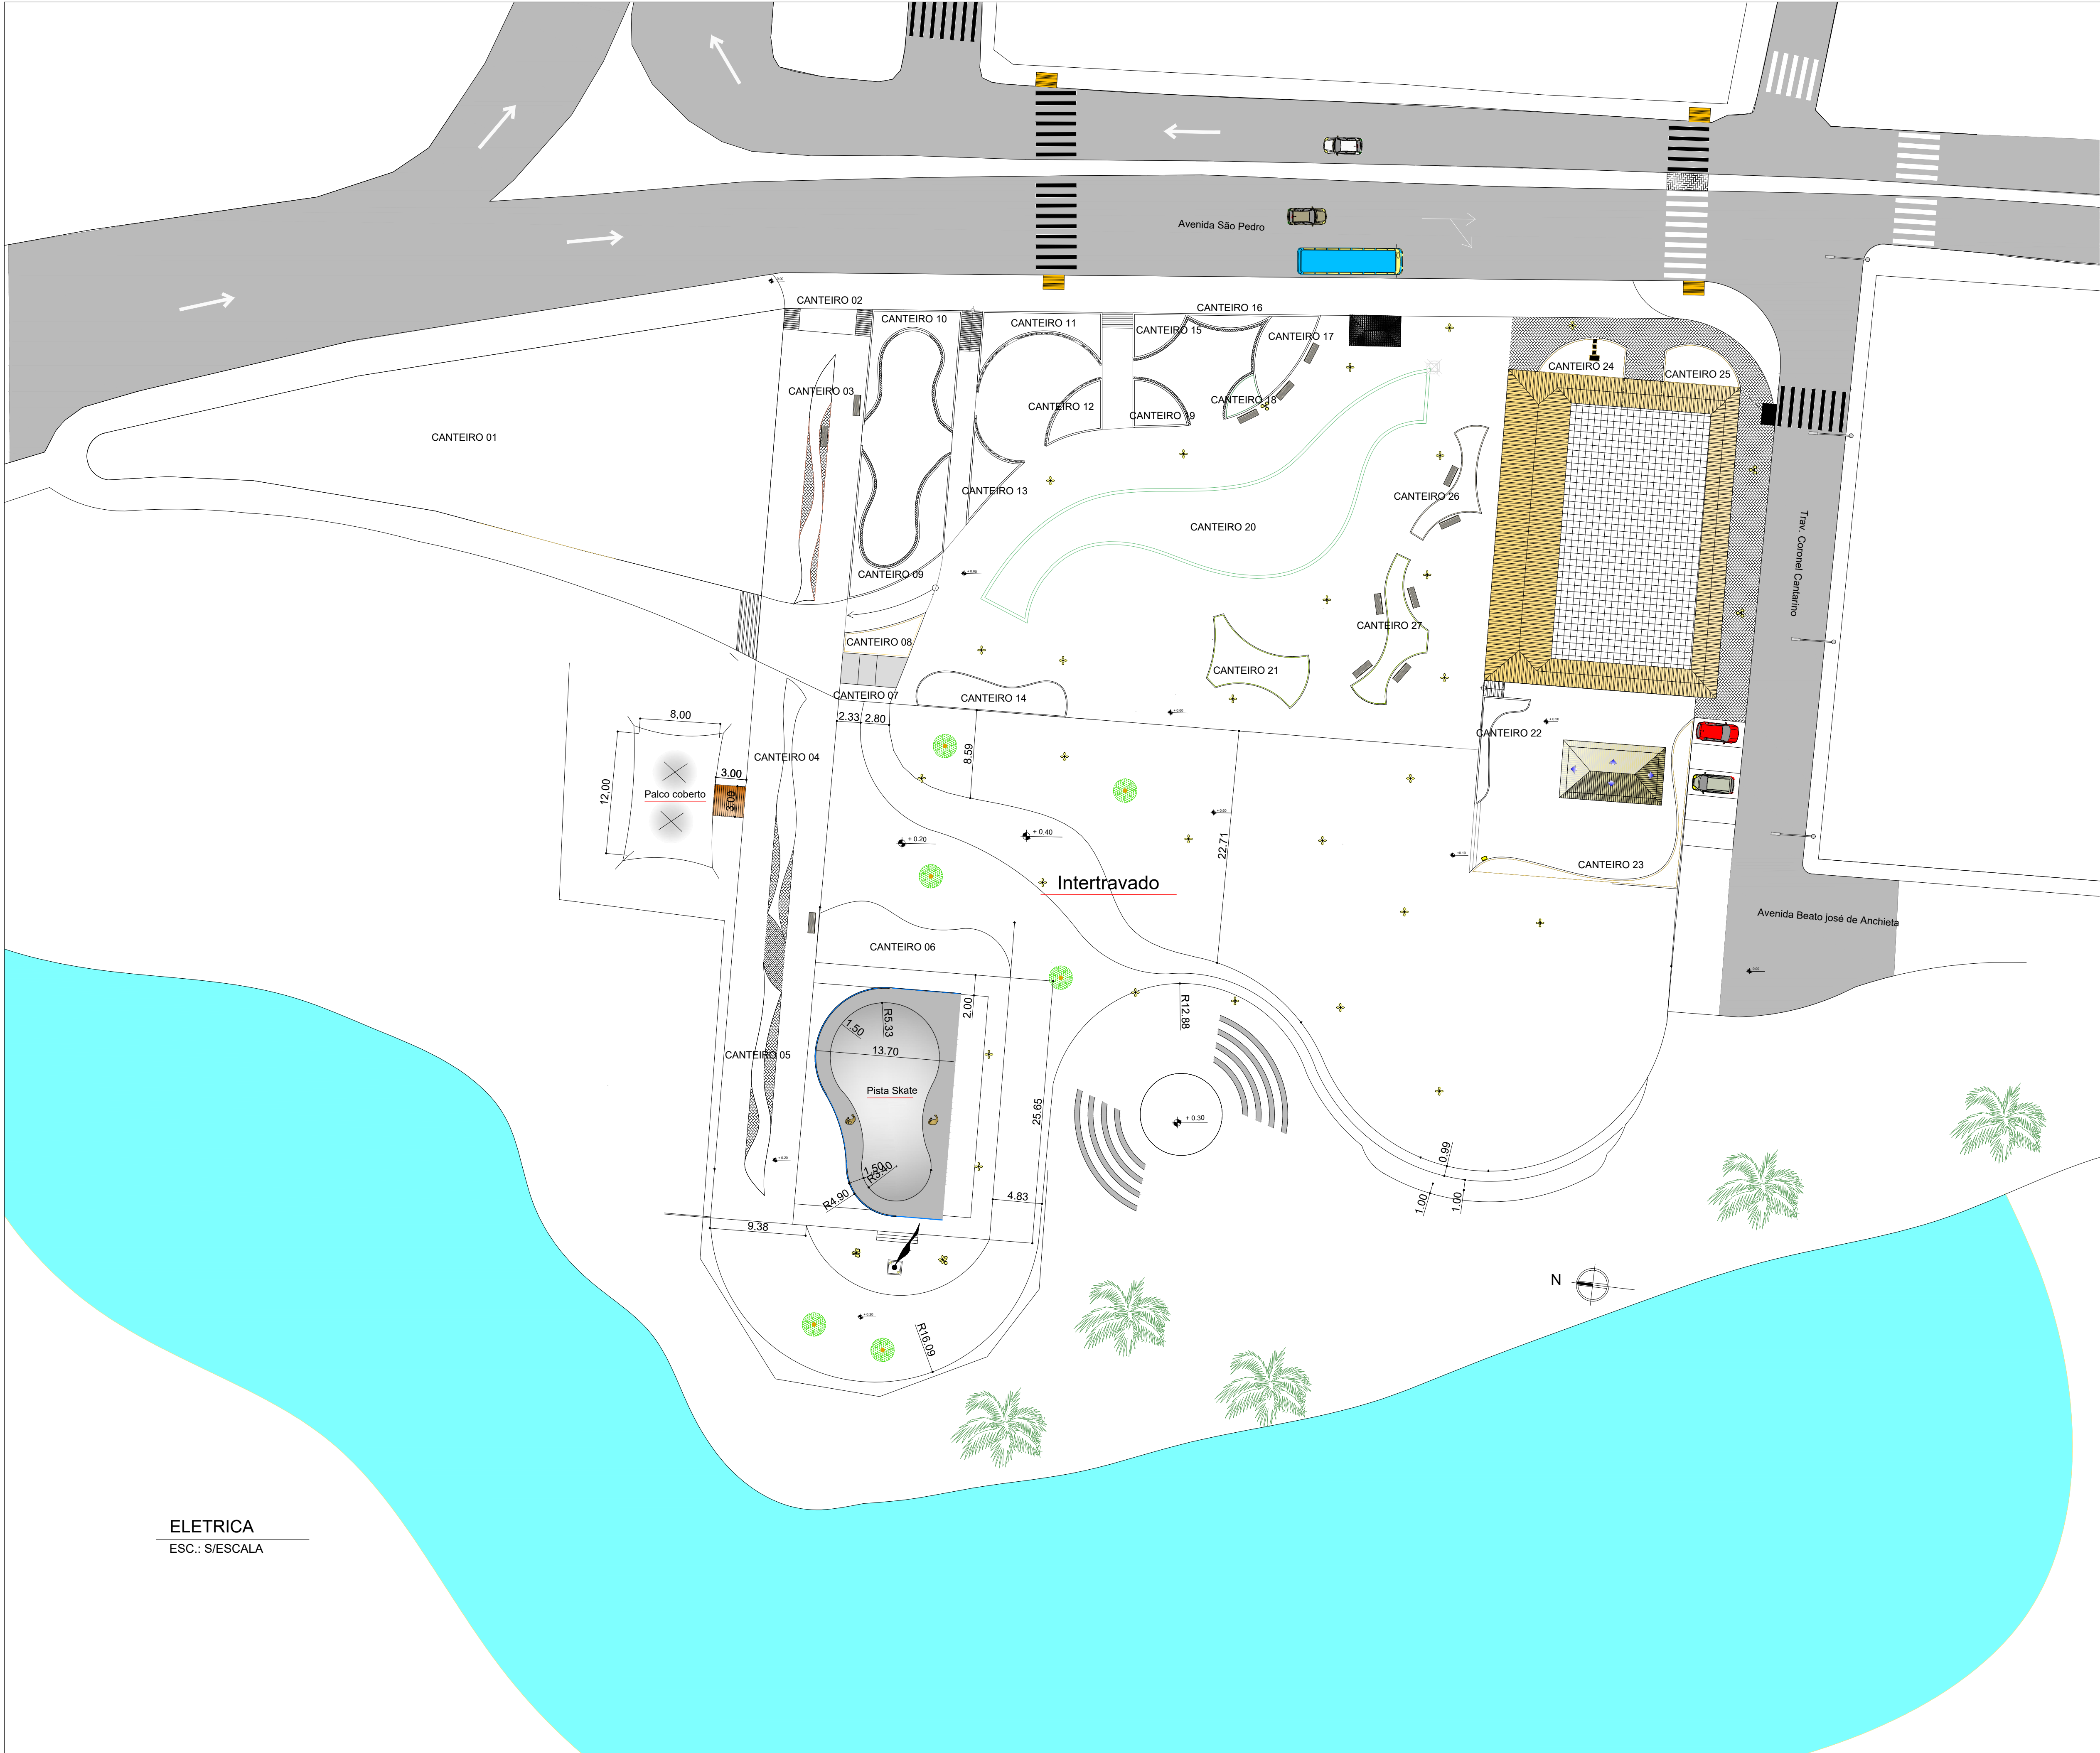 Avenida São Pedro
CANTEIRO 02
CANTEIRO 16
CANTEIRO 10
CANTEIRO 11
CANTEIRO 15
CANTEIRO 17
CANTEIRO 24
CANTEIRO 25
CANTEIRO 03
CANTEIRO 18
CANTEIRO 12
CANTEIRO 19
CANTEIRO 01
CANTEIRO 13
CANTEIRO 26
CANTEIRO 20
Trav. Coronel Cantarino
CANTEIRO 09
CANTEIRO 27
CANTEIRO 08
CANTEIRO 21
CANTEIRO 07
CANTEIRO 14
2.33
2.80
8,00
CANTEIRO 22
CANTEIRO 04
8.59
3.00
12,00
Palco coberto
3.00
+ 0.20
+ 0.40
22.71
CANTEIRO 23
Intertravado
Avenida Beato josé de Anchieta
CANTEIRO 06
2.00
R12.88
R5.33
1.50
13.70
CANTEIRO 05
Pista Skate
25.65
+ 0.30
0.99
1.50
R3.40
R4.90
4.83
1.00
1.00
9.38
N
R16.09
ELETRICA
ESC.: S/ESCALA